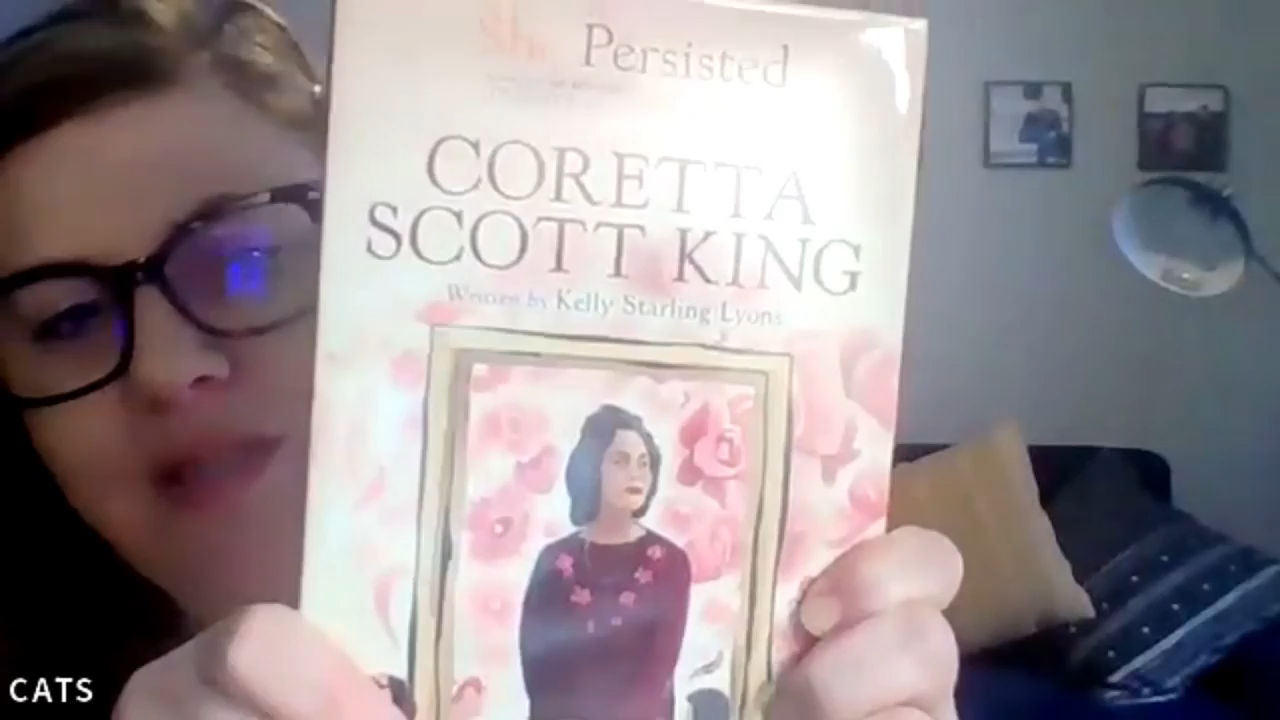 She Persisted
CORETTA
SCOTT KING
Written by Kelly Starling Lyons
CATS